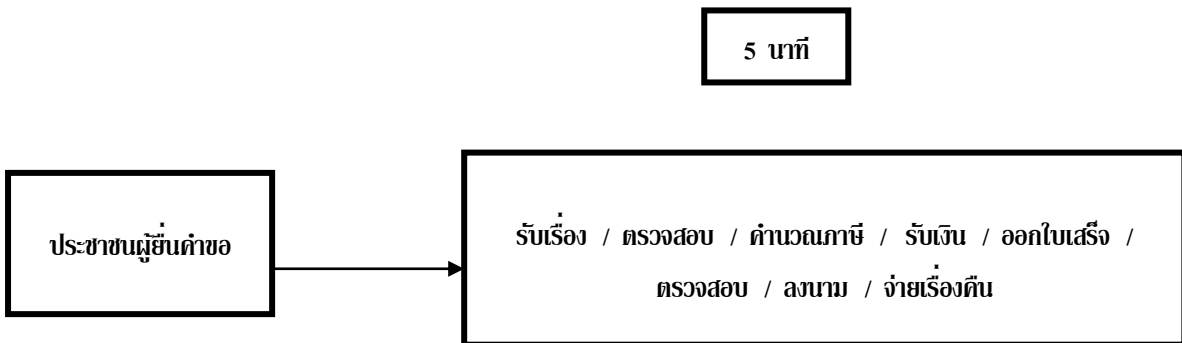 5 นาที
ประชาชนผู้ยื่นคำขอ
รับเรื่อง / ตรวจสอบ / คำนวณภาษี / รับเงิน / ออกใบเสร็จ /
ตรวจสอบ / ลงนาม / จ่ายเรื่องคืน